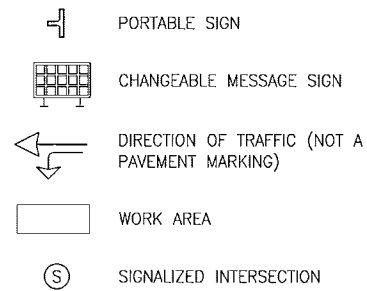 PORTABLE SIGN
CHANGEABLE MESSAGE SIGN
DIRECTION OF TRAFFIC (NOT A
PAVEMENT MARKING)
WORK AREA
S SIGNALIZED INTERSECTION